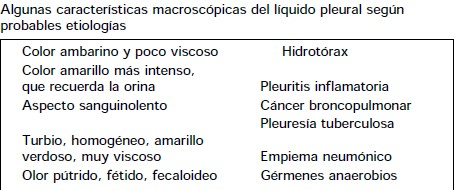 Algunas características macroscópicas del líquido pleural según
probables etiologías
Color ambarino y poco viscoso Hidrotórax
Color amarillo más intenso,
que recuerda la orina Pleuritis inflamatoria
Aspecto sanguinolento Cáncer broncopulmonar
Pleuresía tuberculosa
Turbio, homogéneo, amarillo
verdoso, muy viscoso Empiema neumónico
Olor pútrido, fétido, fecaloideo Gérmenes anaerobios